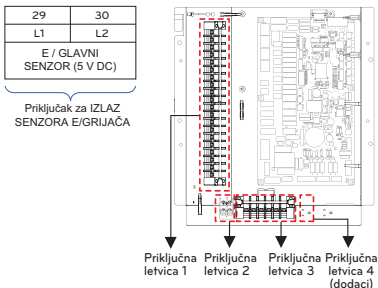 29 30
L1 L2
E / GLAVNI
SENZOR (5 V DC)
Priključak za IZLAZ
SENZORA E/GRIJAČA
Priključna
letvica 1
Priključna
letvica 2
Priključna
letvica 3
Priključna
letvica 4
(dodaci)